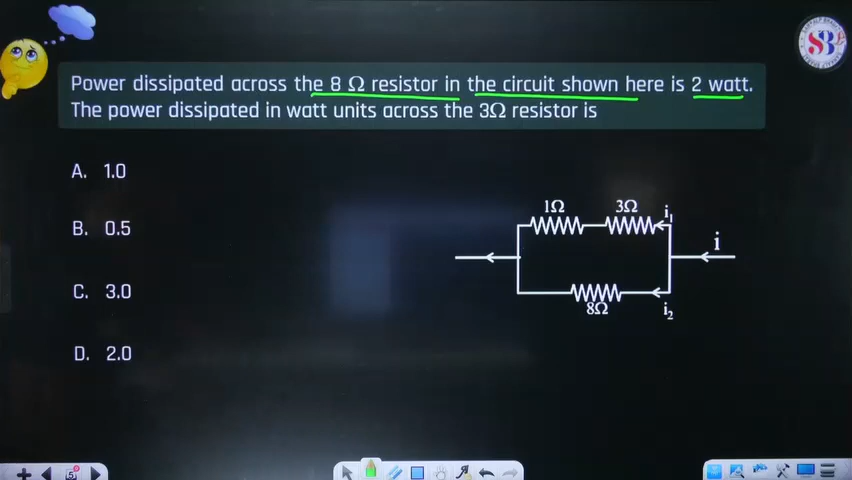 SB
Power dissipated across the 8 Ω resistor in the circuit shown here is 2 watt.
The power dissipated in watt units across the 3Ω resistor is
A. 1.0
B. 0.5
C. 3.0
D. 2.0
1Ω
3Ω
i₁
i
8Ω
i₂